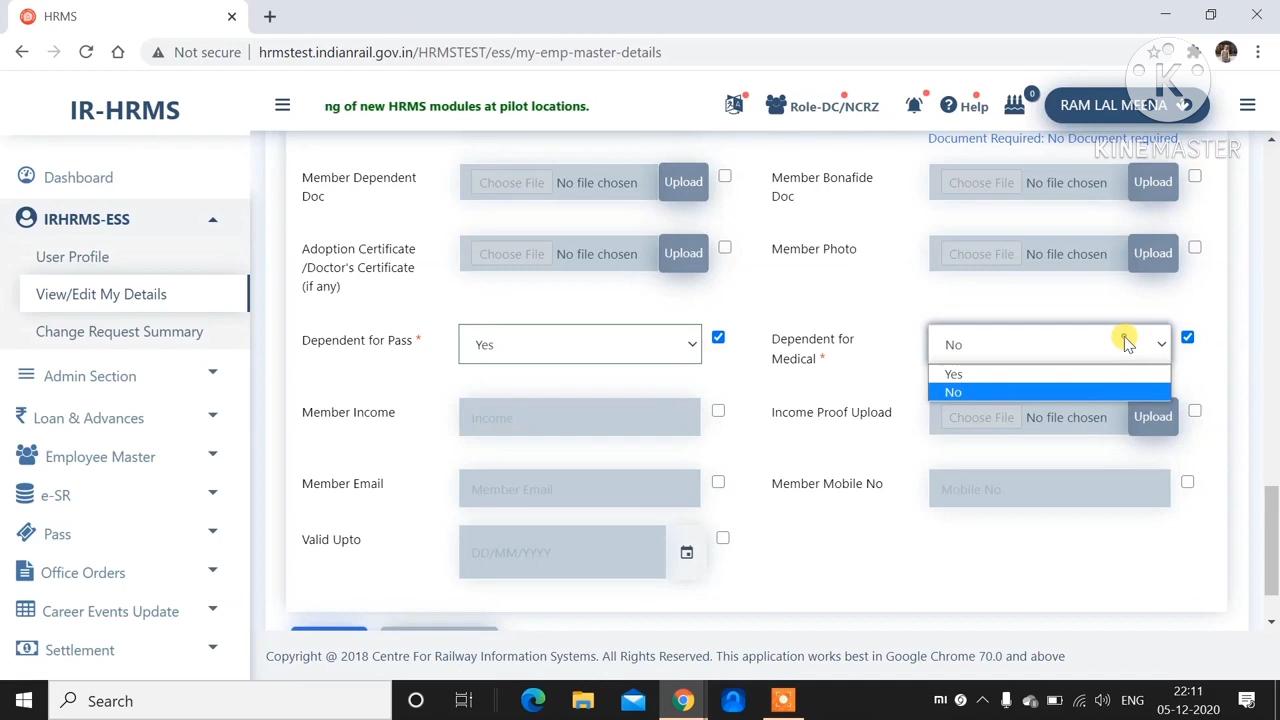 HRMS
Not secure
hrmstest.indianrail.gov.in/HRMSTEST/ess/my-emp-master-details
K
IR-HRMS
ng of new HRMS modules at pilot locations.
Role-DC/NCRZ
Help
0
RAM LAL MEENA
KINEMASTER
Document Required: No Document required
Dashboard
IRHRMS-ESS
User Profile
View/Edit My Details
Change Request Summary
Admin Section
Loan & Advances
Employee Master
e-SR
Pass
Office Orders
Career Events Update
Settlement
Member Dependent
Doc
Choose File No file chosen
Upload
Member Bonafide
Doc
Choose File No file chosen
Upload
Adoption Certificate
/Doctor's Certificate
(if any)
Choose File No file chosen
Upload
Member Photo
Choose File No file chosen
Upload
Dependent for Pass *
Yes
Dependent for
Medical *
No
Yes
No
Member Income
Income
Income Proof Upload
Choose File No file chosen
Upload
Member Email
Member Email
Member Mobile No
Mobile No
Valid Upto
DD/MM/YYYY
Copyright @ 2018 Centre For Railway Information Systems. All Rights Reserved. This application works best in Google Chrome 70.0 and above
Search
mi
ENG
22:11
05-12-2020